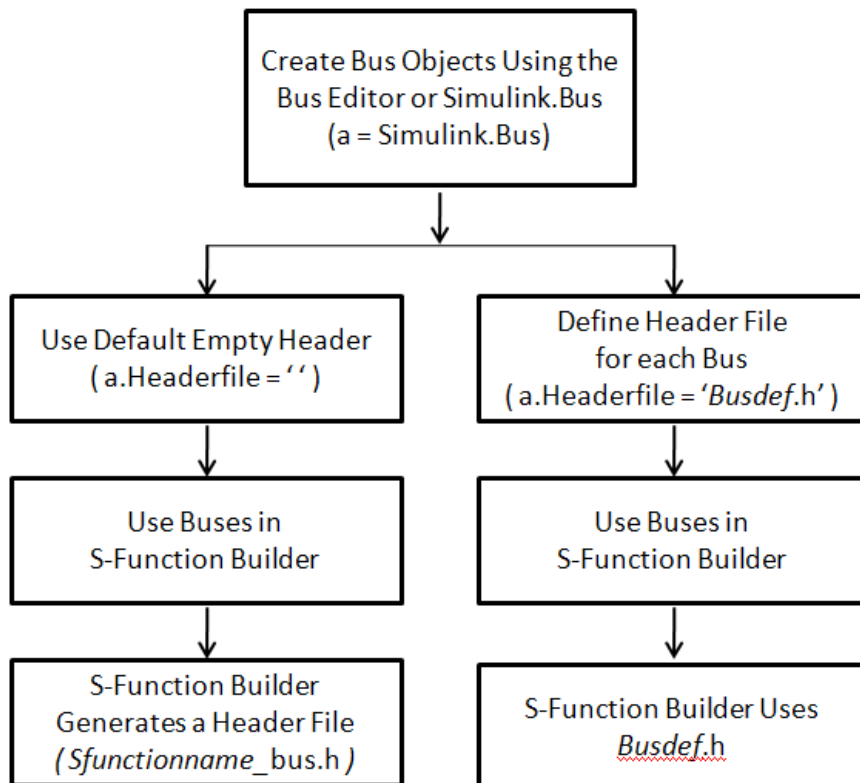 Create Bus Objects Using the
Bus Editor or Simulink.Bus
(a = Simulink.Bus)
Use Default Empty Header
( a.Headerfile = ‘ ‘ )
Use Buses in
S-Function Builder
S-Function Builder
Generates a Header File
( Sfunctionname_bus.h )
Define Header File
for each Bus
( a.Headerfile = ‘Busdef.h’ )
Use Buses in
S-Function Builder
S-Function Builder Uses
Busdef.h